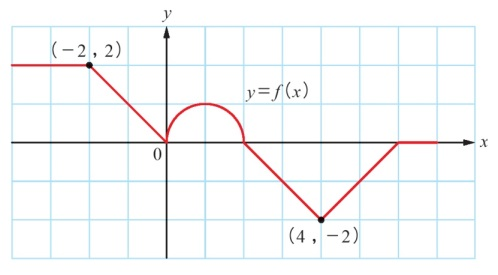 y
(−2 , 2)
y=f(x)
0
x
(4 , −2)